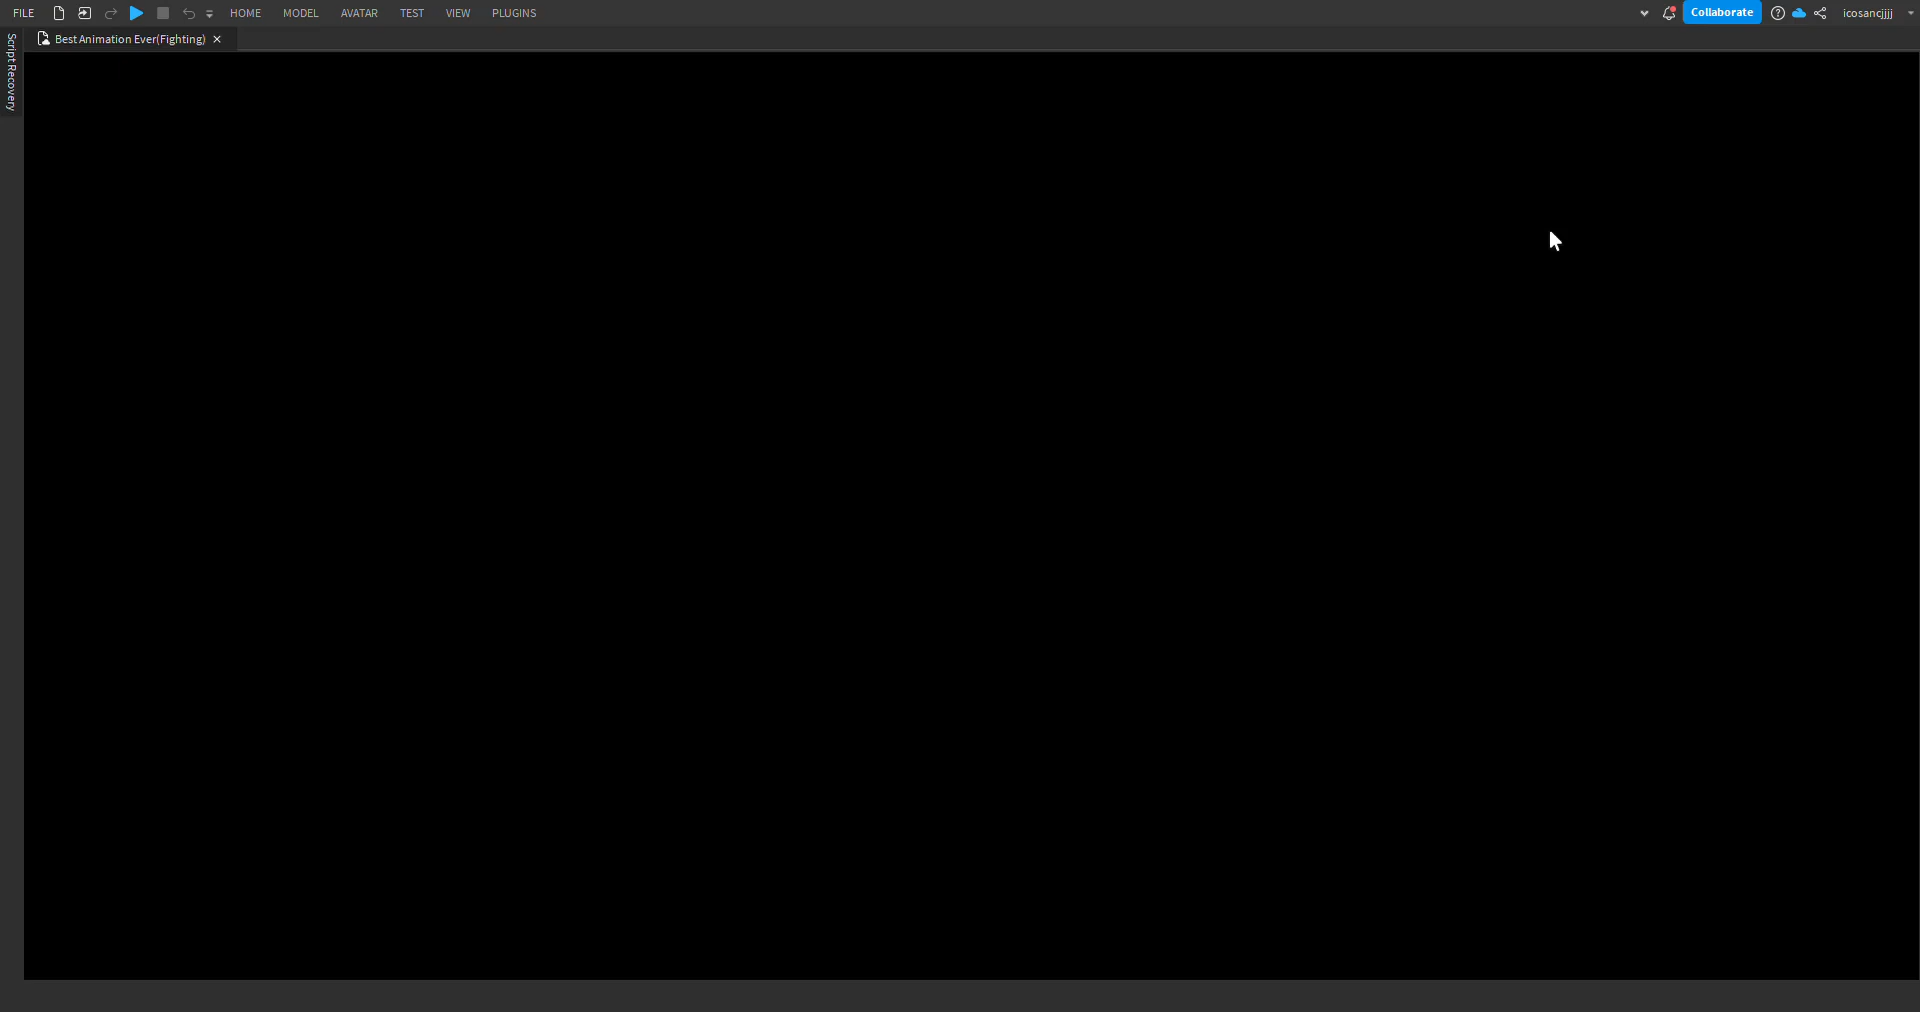 FILE HOME MODEL AVATAR TEST VIEW PLUGINS Collaborate icosancjjjj
Best Animation Ever(Fighting)
Script Recovery